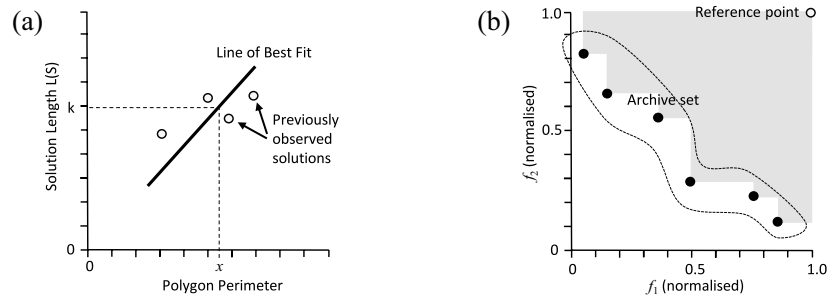 (a)
Solution Length L(S)
k
0
Line of Best Fit
Previously
observed
solutions
0
x
Polygon Perimeter
(b)
f2 (normalised)
1.0
0.5
0
Reference point
Archive set
0
0.5
1.0
f1 (normalised)